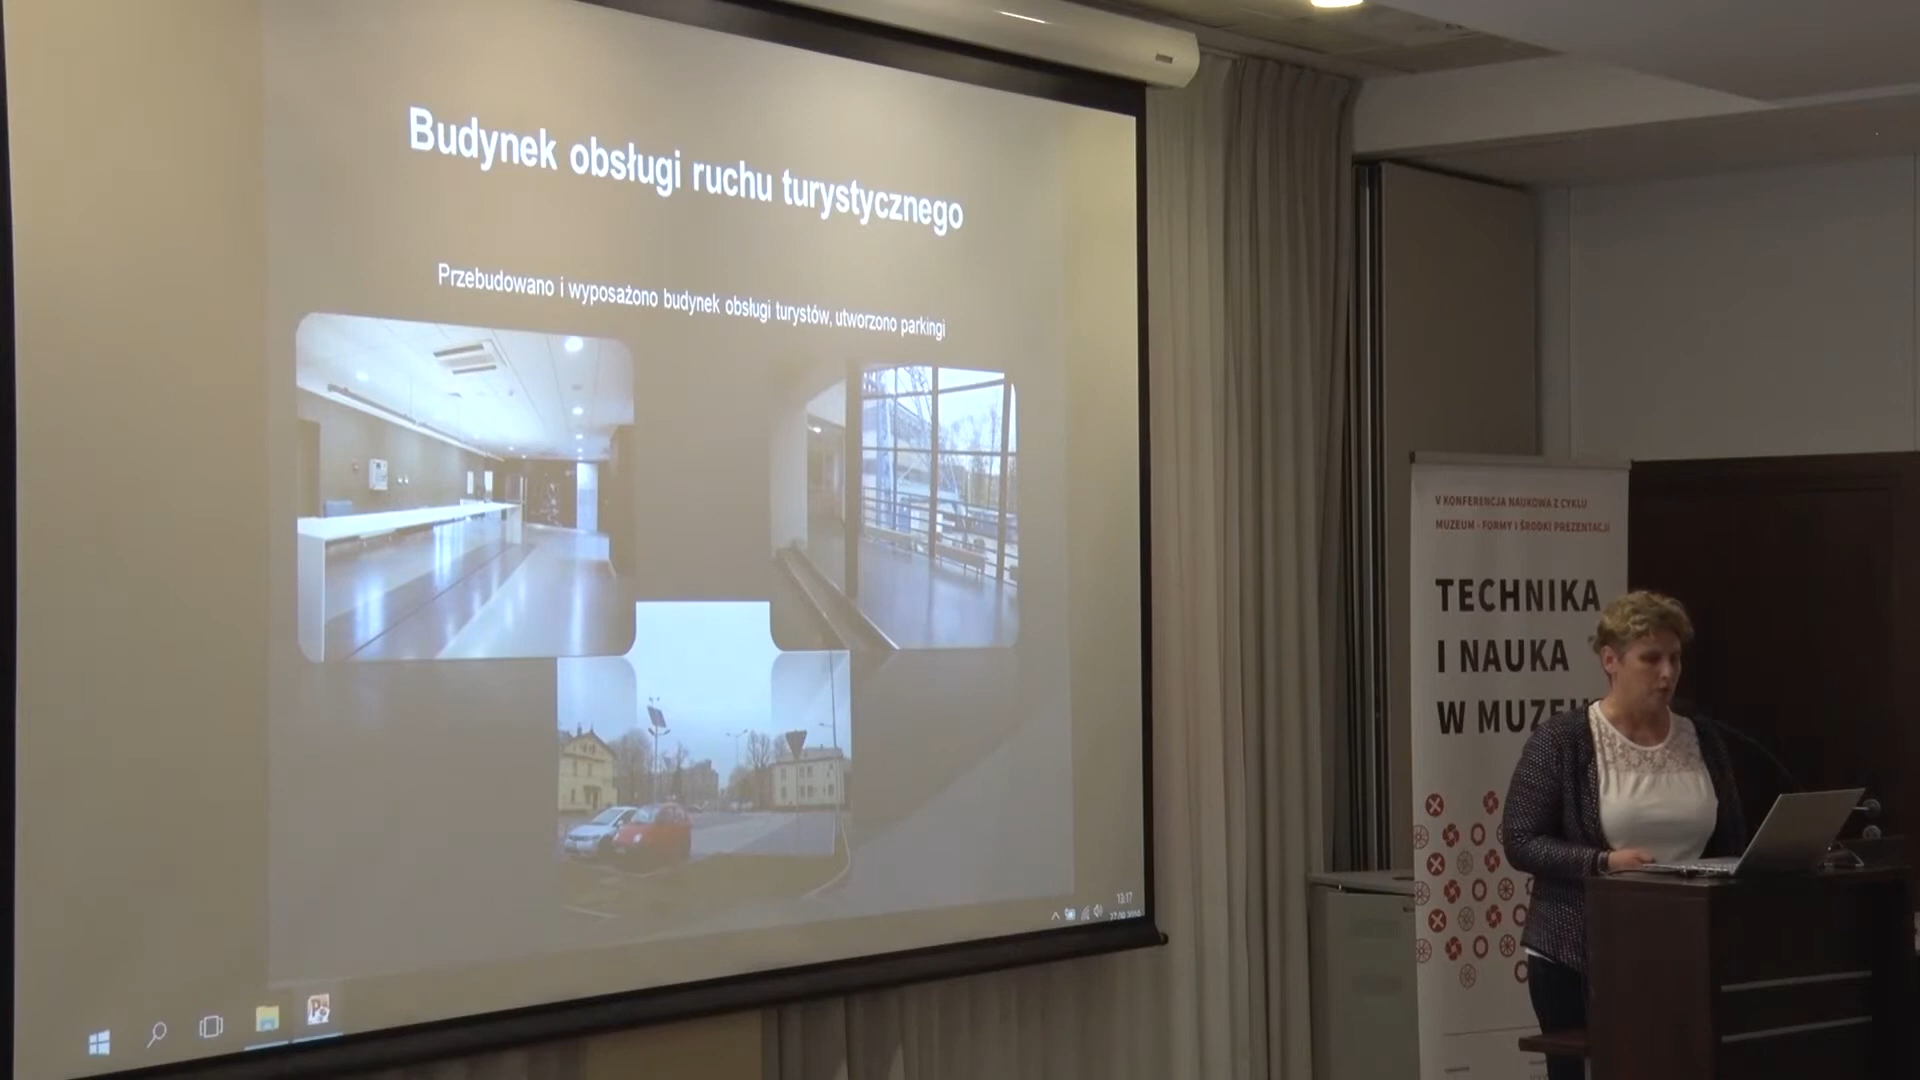 Budynek obsługi ruchu turystycznego
Przebudowano i wyposażono budynek obsługi turystów, utworzono parkingi
13:17
V KONFERENCJA NAUKOWA Z CYKLU
MUZEUM - FORMY I ŚRODKI PREZENTACJI
TECHNIKA
I NAUKA
W MUZEU